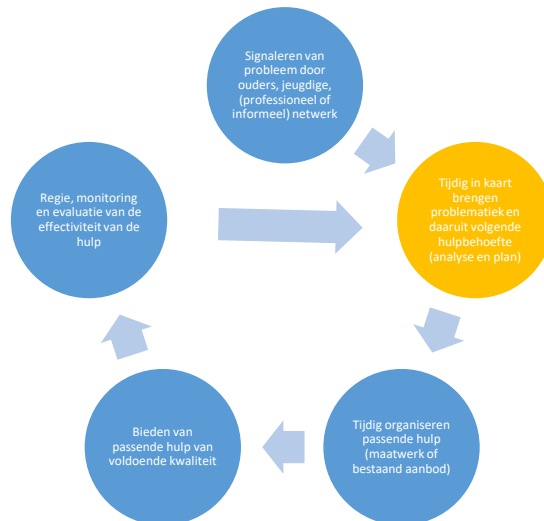 Signaleren van
probleem door
ouders, jeugdige,
(professioneel of
informeel) netwerk
Tijdig in kaart
brengen
problematiek en
daaruit volgende
hulpbehoefte
(analyse en plan)
Tijdig organiseren
passende hulp
(maatwerk of
bestaand aanbod)
Bieden van
passende hulp van
voldoende kwaliteit
Regie, monitoring
en evaluatie van de
effectiviteit van de
hulp